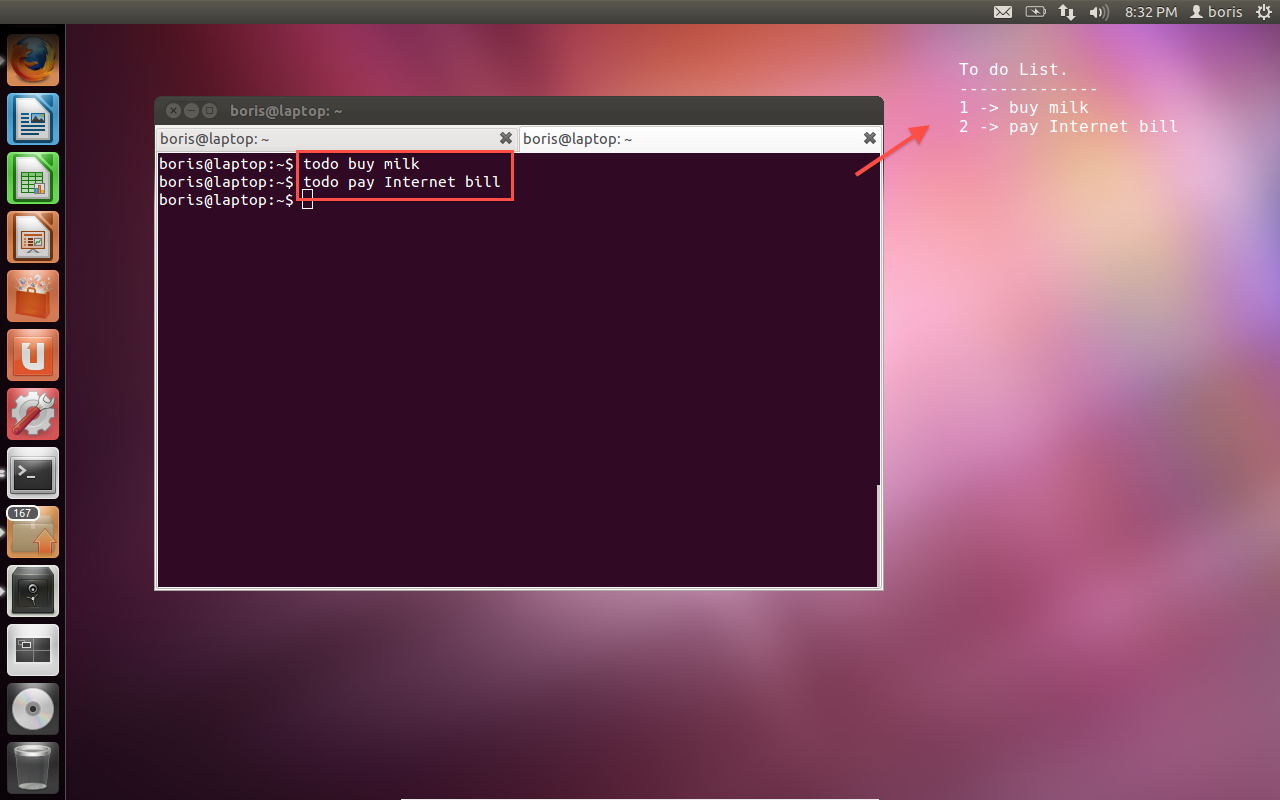 8:32 PM boris
To do List.
--------------
1 -> buy milk
2 -> pay Internet bill
boris@laptop: ~
boris@laptop: ~
boris@laptop: ~
boris@laptop:~$ todo buy milk
boris@laptop:~$ todo pay Internet bill
boris@laptop:~$
U
>_
167